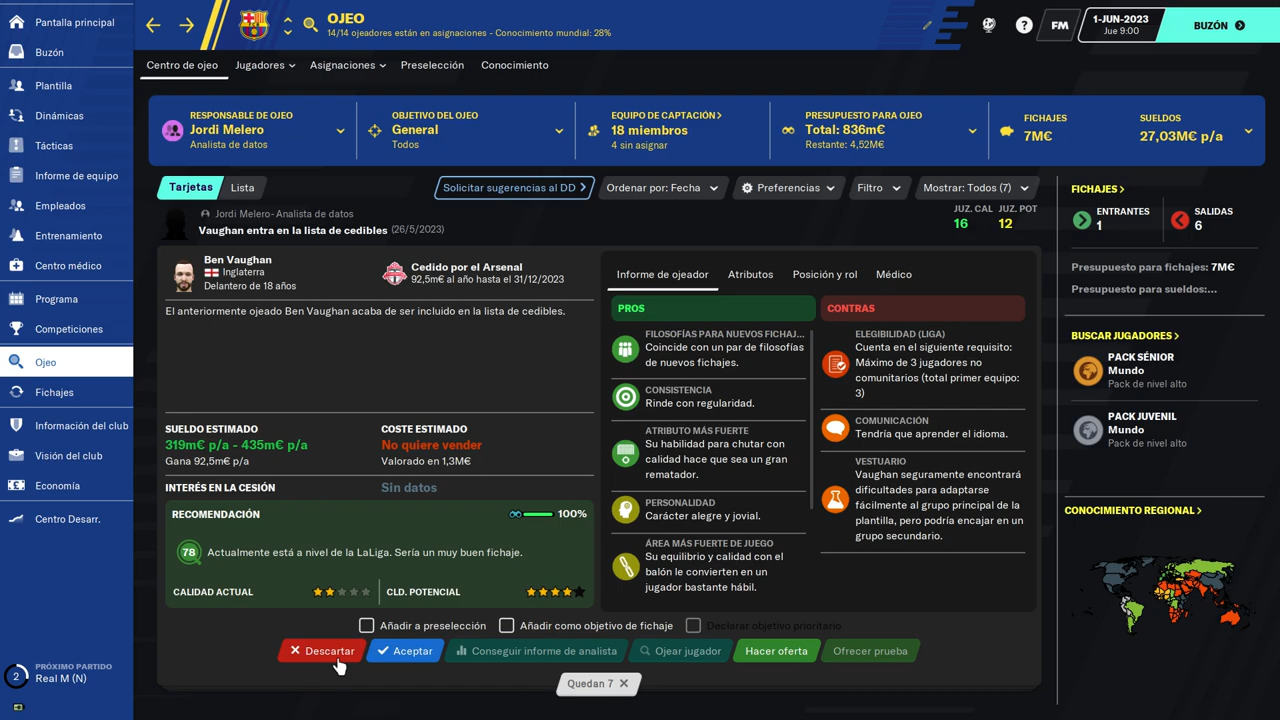 Pantalla principal
Buzón
Plantilla
Dinámicas
Tácticas
Informe de equipo
Empleados
Entrenamiento
Centro médico
Programa
Competiciones
Ojeo
Fichajes
Información del club
Visión del club
Economía
Centro Desarr.
2
PRÓXIMO PARTIDO
Real M (N)
OJEO
14/14 ojeadores están en asignaciones - Conocimiento mundial: 28%
?
FM
1-JUN-2023
Jue 9:00
BUZÓN
Centro de ojeo
Jugadores
Asignaciones
Preselección
Conocimiento
RESPONSABLE DE OJEO
Jordi Melero
Analista de datos
OBJETIVO DEL OJEO
General
Todos
EQUIPO DE CAPTACIÓN >
18 miembros
4 sin asignar
PRESUPUESTO PARA OJEO
Total: 836m€
Restante: 4,52M€
FICHAJES
7M€
SUELDOS
27,03M€ p/a
Tarjetas
Lista
Solicitar sugerencias al DD >
Ordenar por: Fecha
Preferencias
Filtro
Mostrar: Todos (7)
Jordi Melero- Analista de datos
Vaughan entra en la lista de cedibles (26/5/2023)
JUZ. CAL
16
JUZ. POT
12
Ben Vaughan
Inglaterra
Delantero de 18 años
Cedido por el Arsenal
92,5m€ al año hasta el 31/12/2023
El anteriormente ojeado Ben Vaughan acaba de ser incluido en la lista de cedibles.
SUELDO ESTIMADO
319m€ p/a - 435m€ p/a
Gana 92,5m€ p/a
COSTE ESTIMADO
No quiere vender
Valorado en 1,3M€
INTERÉS EN LA CESIÓN
Sin datos
RECOMENDACIÓN
100%
78
Actualmente está a nivel de la LaLiga. Sería un muy buen fichaje.
CALIDAD ACTUAL
CLD. POTENCIAL
Informe de ojeador
Atributos
Posición y rol
Médico
PROS
FILOSOFÍAS PARA NUEVOS FICHAJ...
Coincide con un par de filosofías
de nuevos fichajes.
CONSISTENCIA
Rinde con regularidad.
ATRIBUTO MÁS FUERTE
Su habilidad para chutar con
calidad hace que sea un gran
rematador.
PERSONALIDAD
Carácter alegre y jovial.
ÁREA MÁS FUERTE DE JUEGO
Su equilibrio y calidad con el
balón le convierten en un
jugador bastante hábil.
CONTRAS
ELEGIBILIDAD (LIGA)
Cuenta en el siguiente requisito:
Máximo de 3 jugadores no
comunitarios (total primer equipo:
3)
COMUNICACIÓN
Tendría que aprender el idioma.
VESTUARIO
Vaughan seguramente encontrará
dificultades para adaptarse
fácilmente al grupo principal de la
plantilla, pero podría encajar en un
grupo secundario.
Añadir a preselección
Añadir como objetivo de fichaje
Declarar objetivo prioritario
Descartar
Aceptar
Conseguir informe de analista
Ojear jugador
Hacer oferta
Ofrecer prueba
Quedan 7
FICHAJES >
ENTRANTES
1
SALIDAS
6
Presupuesto para fichajes: 7M€
Presupuesto para sueldos:...
BUSCAR JUGADORES >
PACK SÉNIOR
Mundo
Pack de nivel alto
PACK JUVENIL
Mundo
Pack de nivel alto
CONOCIMIENTO REGIONAL >